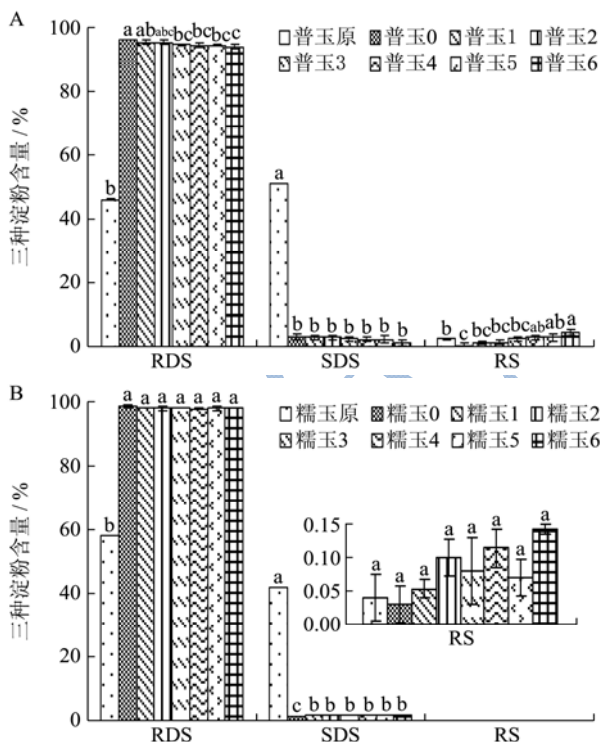 A
普玉原 普玉0 普玉1 普玉2
普玉3 普玉4 普玉5 普玉6
三种淀粉含量 / %
100
80
60
40
20
0
b a ab abc bc bc bc c
a b b b b b b b
b c bc bc bc ab ab a
RDS SDS RS
B
糯玉原 糯玉0 糯玉1 糯玉2
糯玉3 糯玉4 糯玉5 糯玉6
三种淀粉含量 / %
100
80
60
40
20
0
b a a a a a a a
a c b b b b b b
0.15
0.10
0.05
0.00
a a a a a a a a
RS
RDS SDS RS